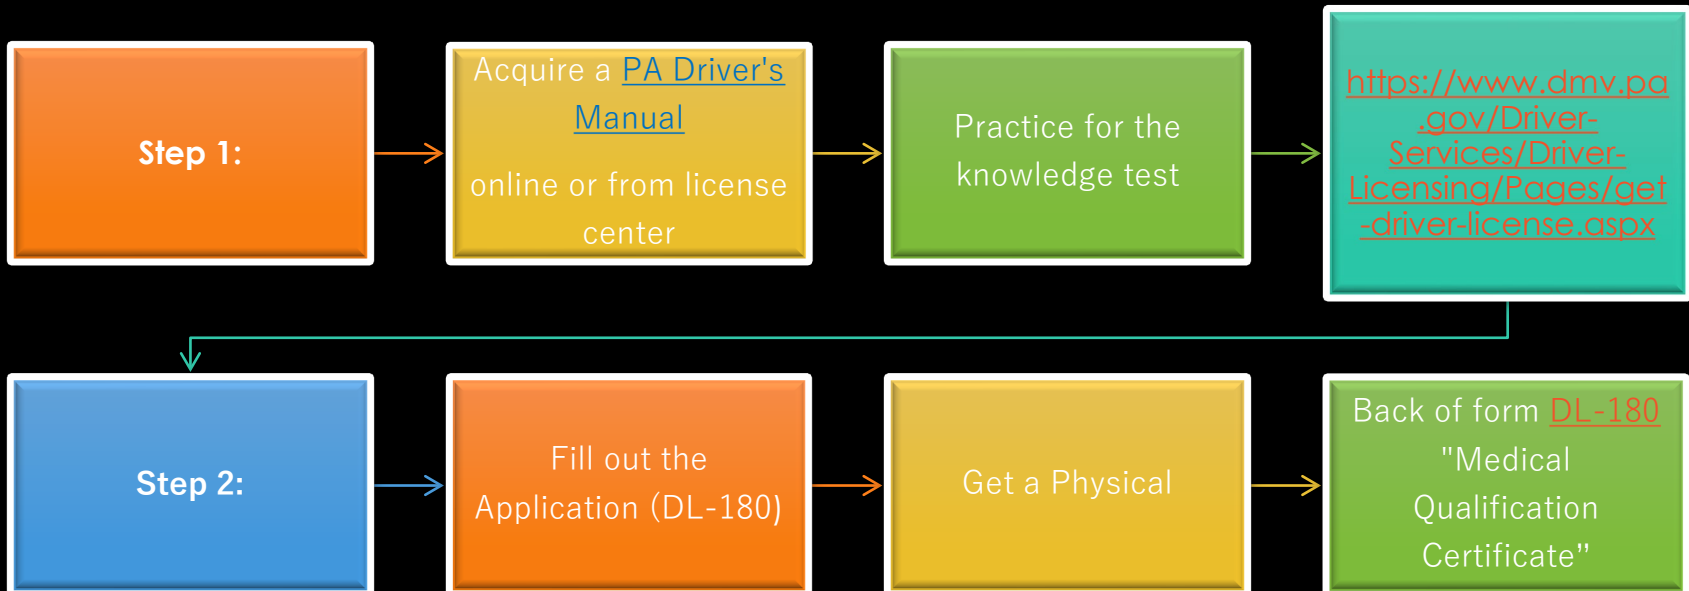 Step 1:
Acquire a PA Driver's
Manual
online or from license
center
Practice for the
knowledge test
https://www.dmv.pa
.gov/Driver-
Services/Driver-
Licensing/Pages/get
-driver-license.aspx
Step 2:
Fill out the
Application (DL-180)
Get a Physical
Back of form DL-180
"Medical
Qualification
Certificate"